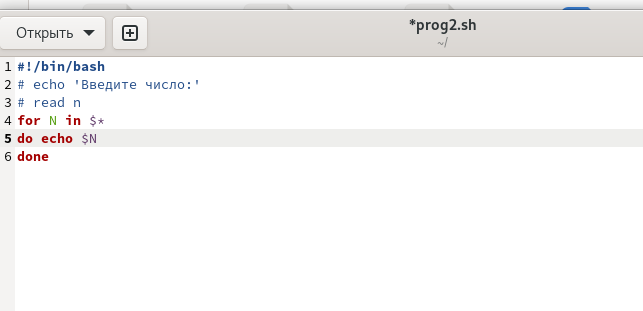 Открыть
*prog2.sh
~/
1 #!/bin/bash
2 # echo 'Введите число:'
3 # read n
4 for N in $*
5 do echo $N
6 done